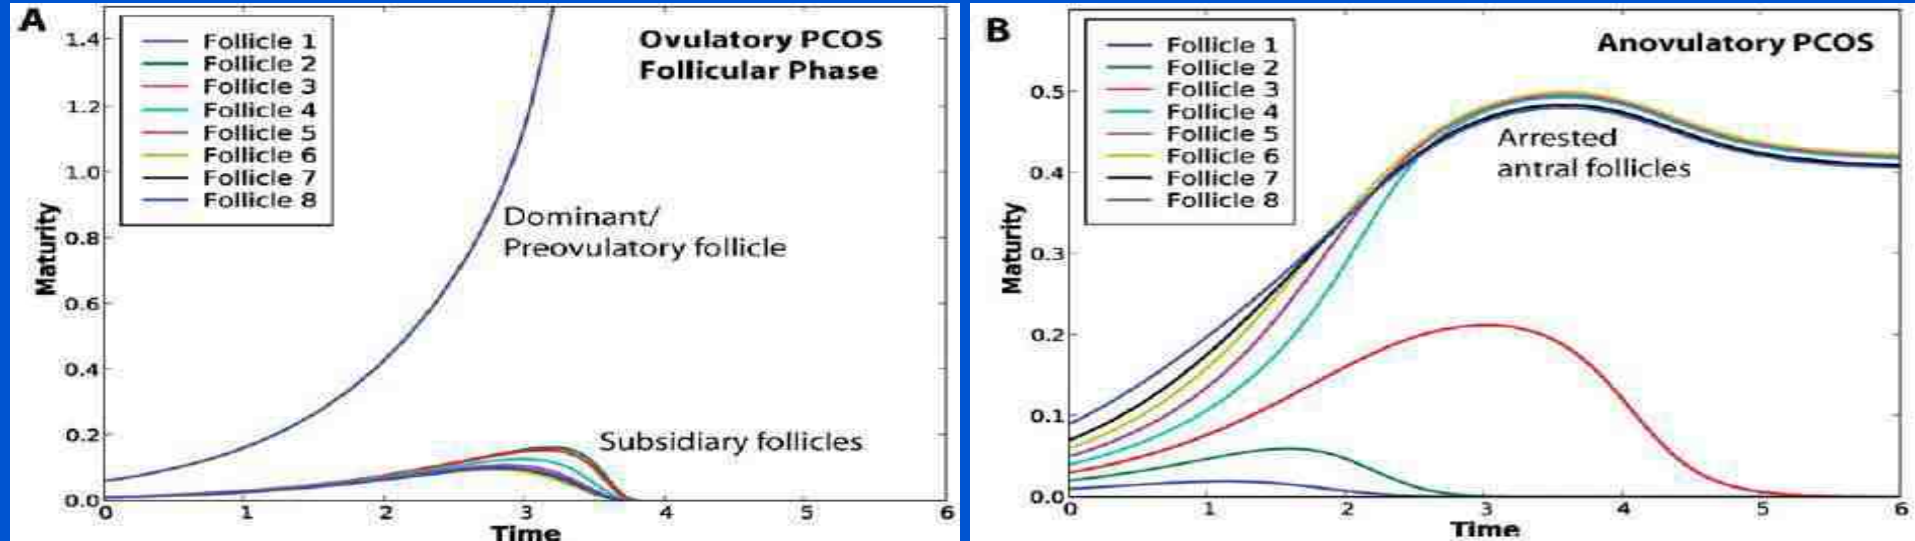 A
Ovulatory PCOS
Follicular Phase
Follicle 1
Follicle 2
Follicle 3
Follicle 4
Follicle 5
Follicle 6
Follicle 7
Follicle 8
Dominant/
Preovulatory follicle
Subsidiary follicles
Maturity
1.4
1.2
1.0
0.8
0.6
0.4
0.2
0.0
0 1 2 3 4 5 6
Time
B
Anovulatory PCOS
Follicle 1
Follicle 2
Follicle 3
Follicle 4
Follicle 5
Follicle 6
Follicle 7
Follicle 8
Arrested
antral follicles
Maturity
0.5
0.4
0.3
0.2
0.1
0.0
0 1 2 3 4 5 6
Time